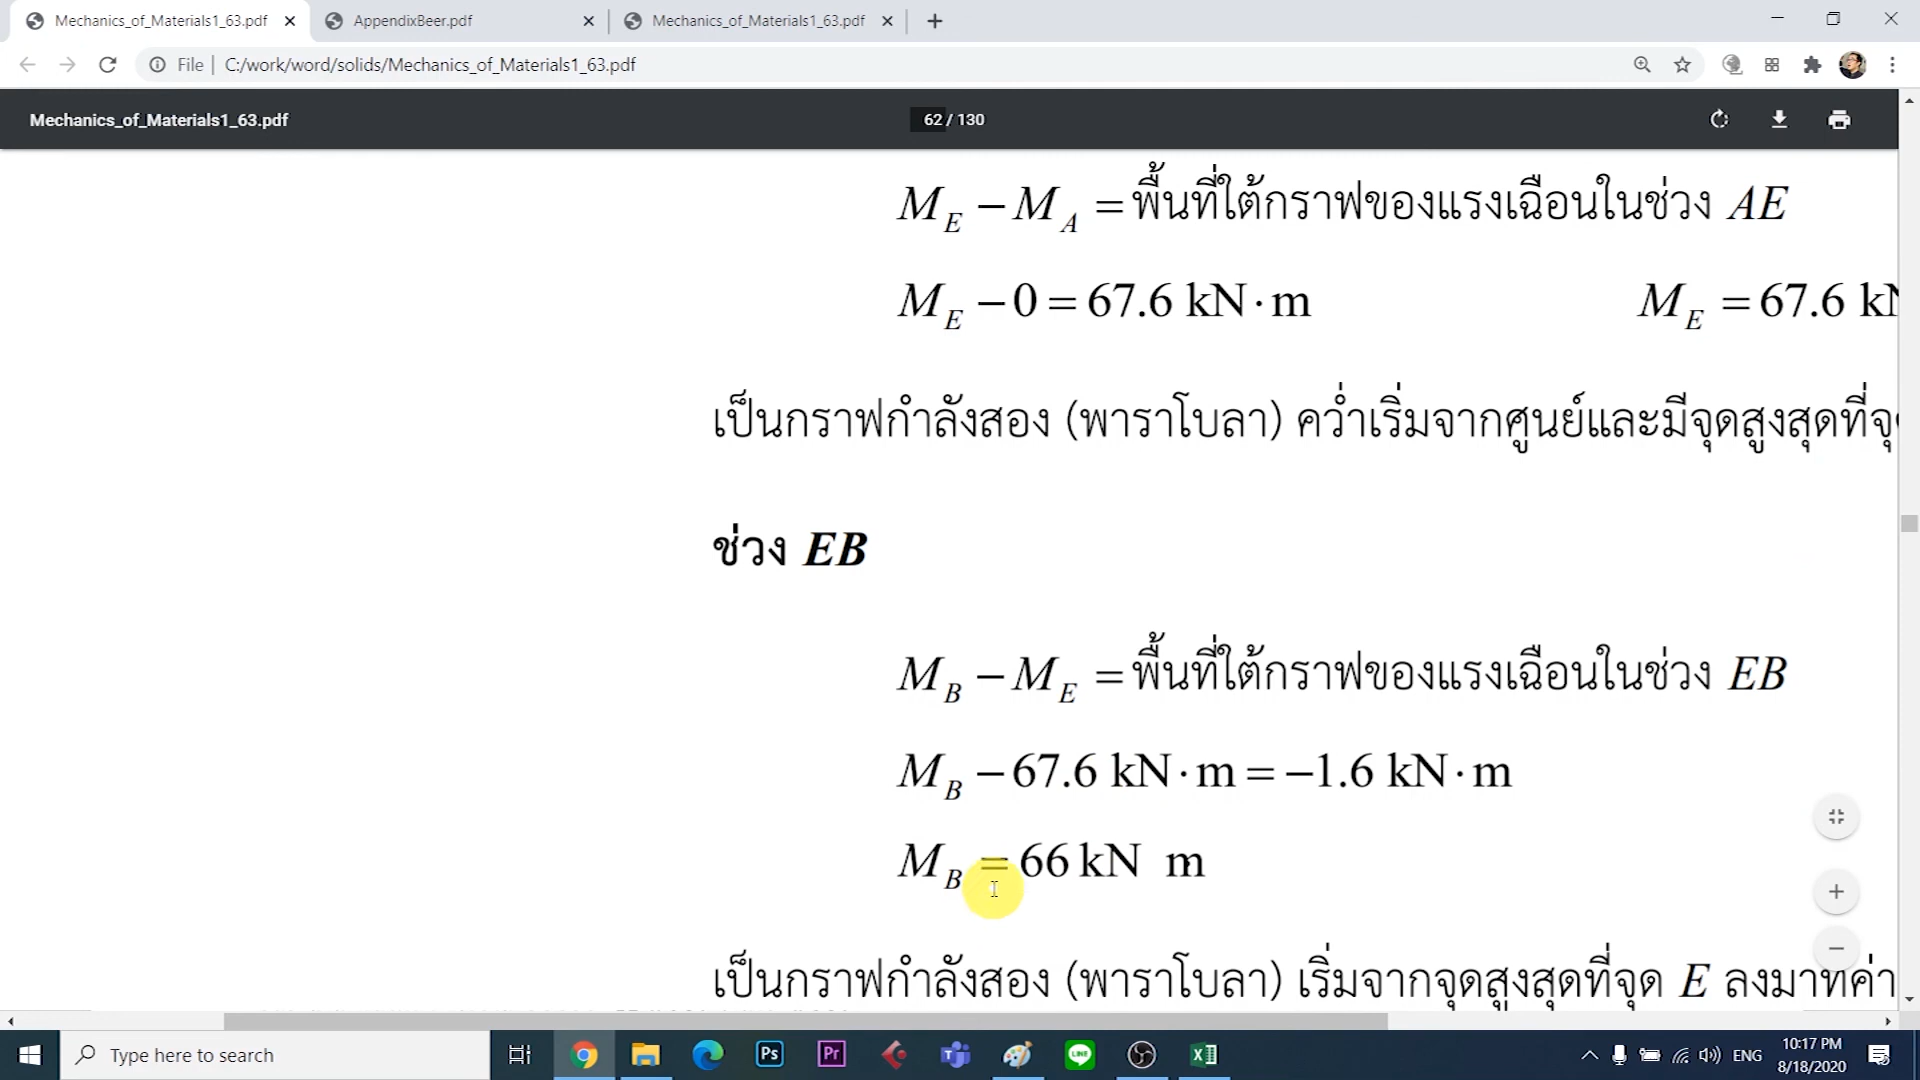 Mechanics_of_Materials1_63.pdf
AppendixBeer.pdf
Mechanics_of_Materials1_63.pdf
File
C:/work/word/solids/Mechanics_of_Materials1_63.pdf
Mechanics_of_Materials1_63.pdf
62 / 130
M_E − M_A = พื้นที่ใต้กราฟของแรงเฉือนในช่วง AE
M_E − 0 = 67.6 kN · m M_E = 67.6 kN
เป็นกราฟกำลังสอง (พาราโบลา) คว่ำเริ่มจากศูนย์และมีจุดสูงสุดที่จุ
ช่วง EB
M_B − M_E = พื้นที่ใต้กราฟของแรงเฉือนในช่วง EB
M_B − 67.6 kN · m = −1.6 kN · m
M_B = 66 kN m
เป็นกราฟกำลังสอง (พาราโบลา) เริ่มจากจุดสูงสุดที่จุด E ลงมาที่ค่า
Type here to search
Ps
Pr
LINE
ENG
10:17 PM
8/18/2020